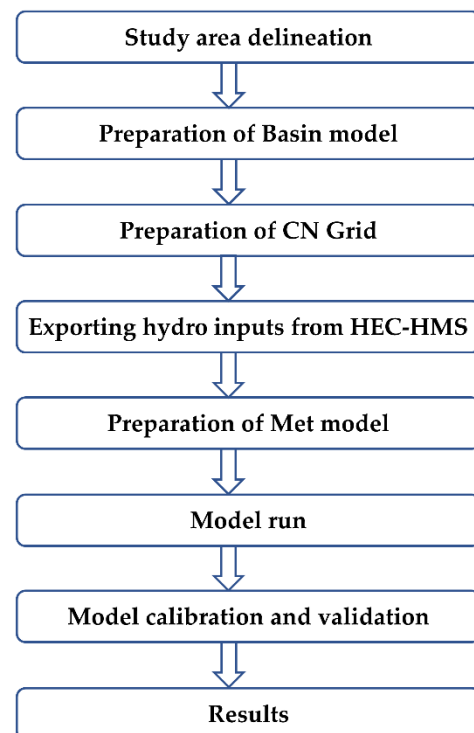 Study area delineation
Preparation of Basin model
Preparation of CN Grid
Exporting hydro inputs from HEC-HMS
Preparation of Met model
Model run
Model calibration and validation
Results